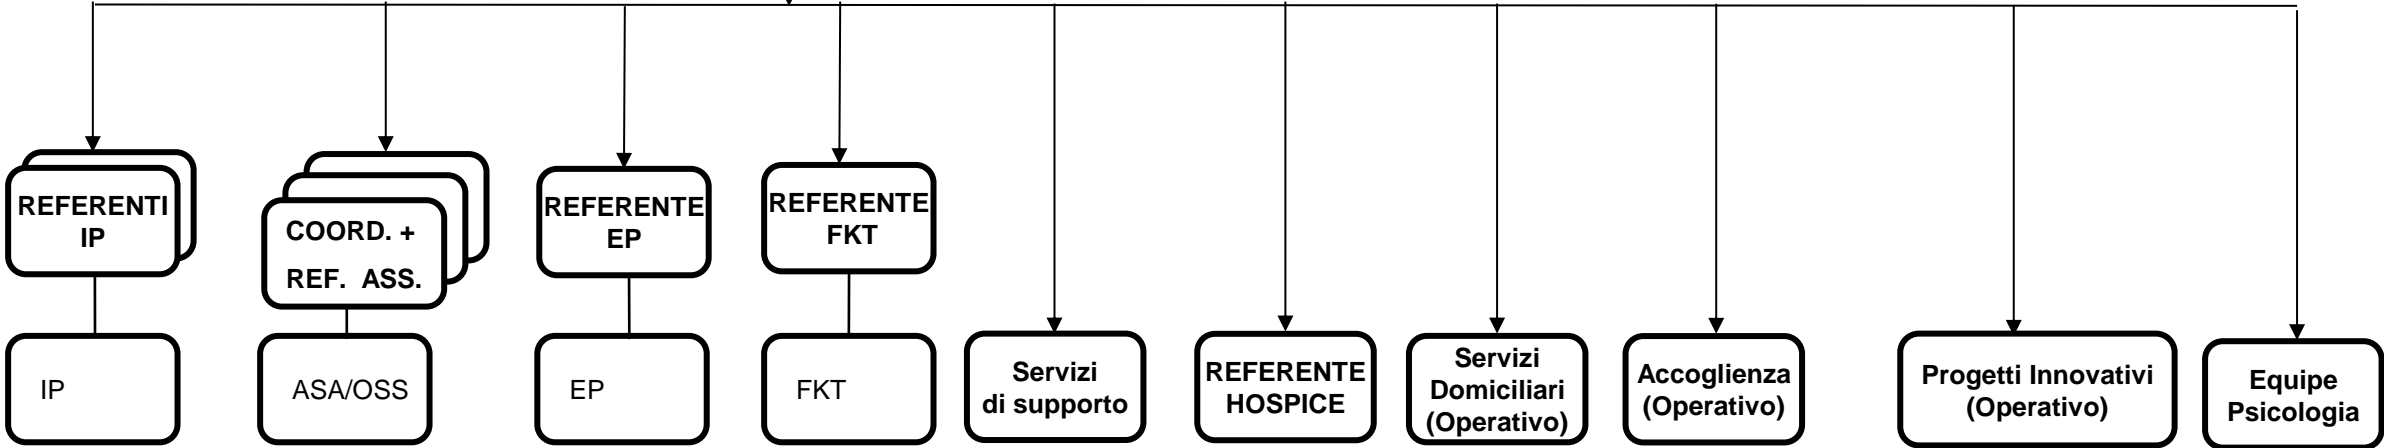 REFERENTI
IP
COORD. +
REF. ASS.
REFERENTE
EP
REFERENTE
FKT
IP
ASA/OSS
EP
FKT
Servizi
di supporto
REFERENTE
HOSPICE
Servizi
Domiciliari
(Operativo)
Accoglienza
(Operativo)
Progetti Innovativi
(Operativo)
Equipe
Psicologia